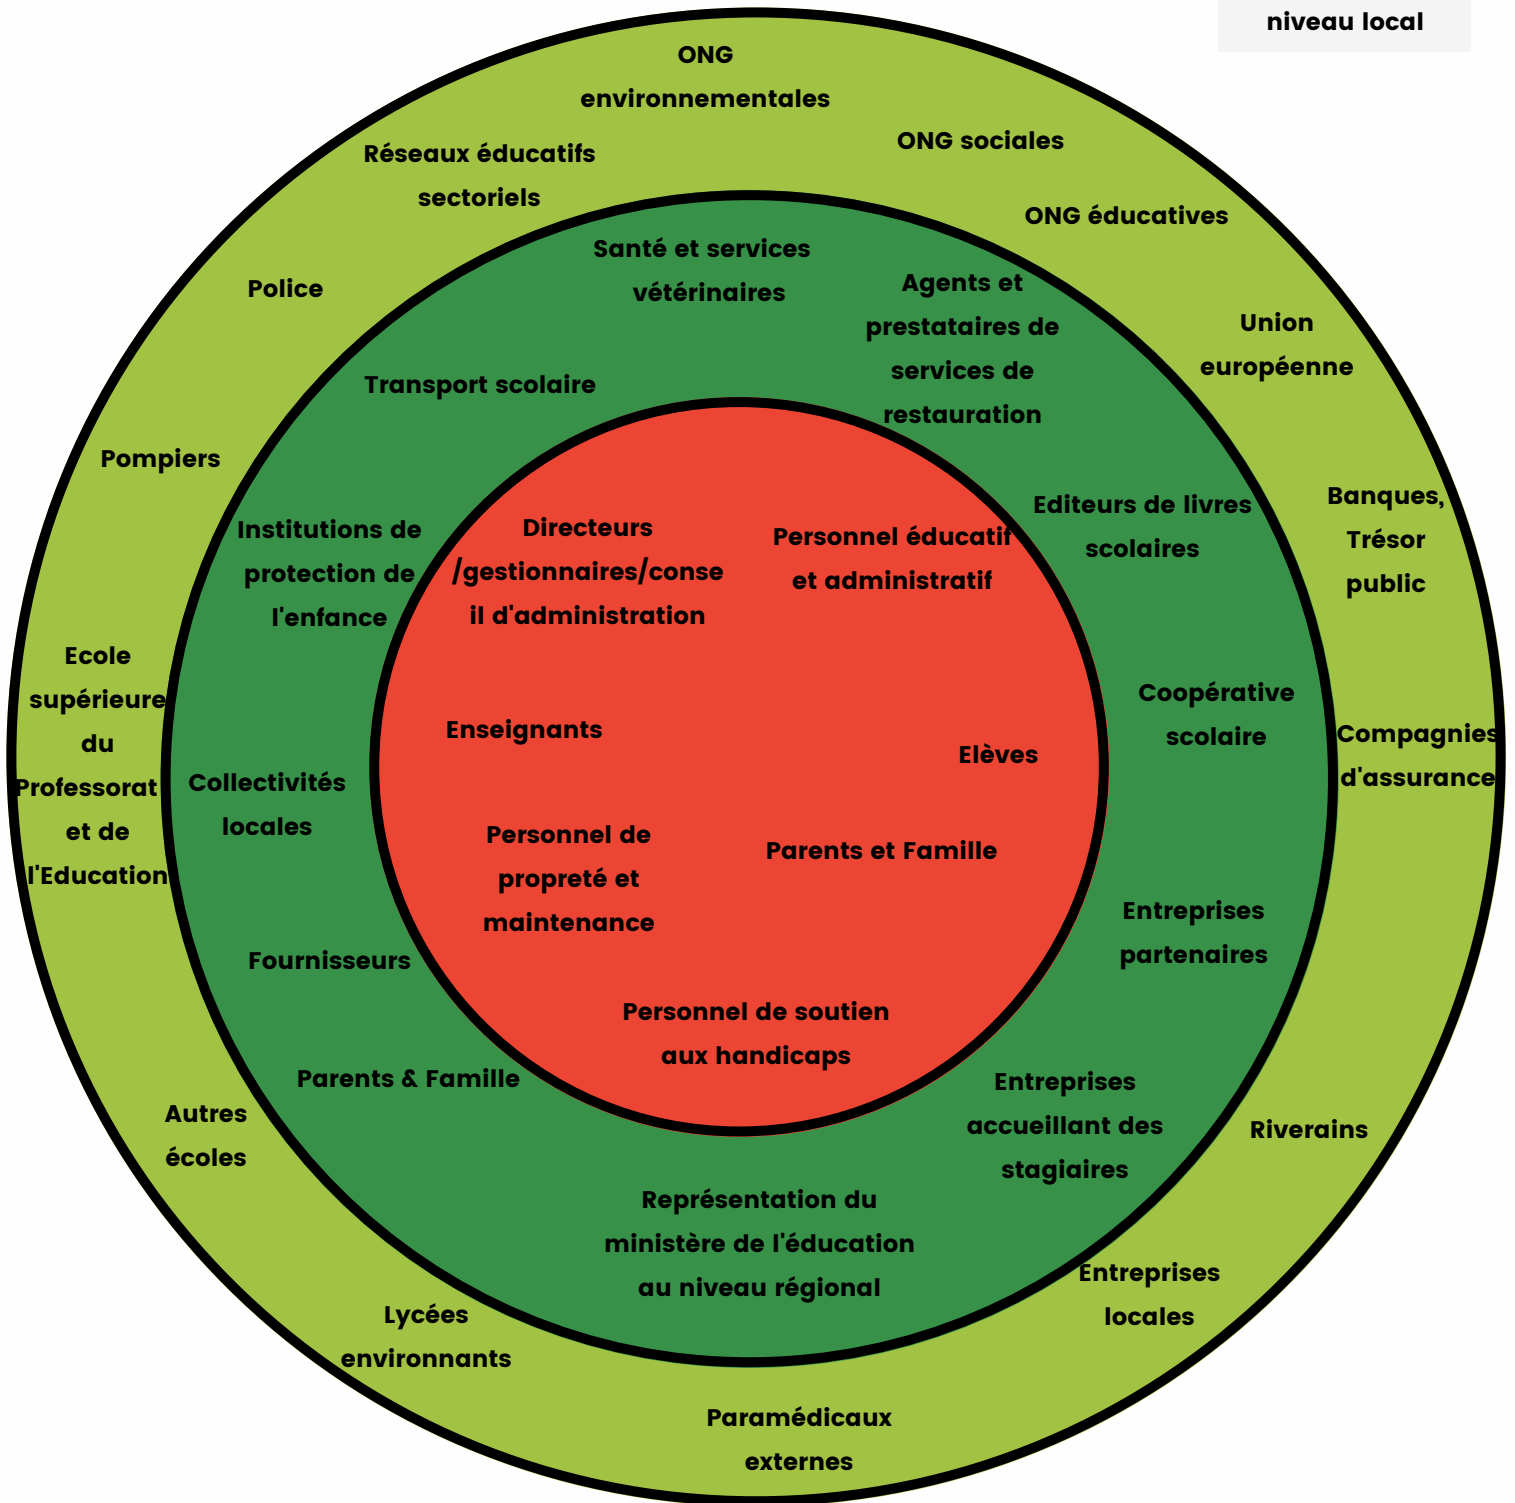 niveau local
ONG
environnementales
ONG sociales
Réseaux éducatifs
sectoriels
ONG éducatives
Police
Union
européenne
Pompiers
Banques,
Trésor
public
Ecole
supérieure
du
Professorat
et de
l'Education
Compagnies
d'assurance
Autres
écoles
Riverains
Entreprises
locales
Lycées
environnants
Paramédicaux
externes
Santé et services
vétérinaires
Agents et
prestataires de
services de
restauration
Transport scolaire
Editeurs de livres
scolaires
Institutions de
protection de
l'enfance
Coopérative
scolaire
Collectivités
locales
Entreprises
partenaires
Fournisseurs
Parents & Famille
Entreprises
accueillant des
stagiaires
Représentation du
ministère de l'éducation
au niveau régional
Directeurs
/gestionnaires/conse
il d'administration
Personnel éducatif
et administratif
Enseignants
Elèves
Personnel de
propreté et
maintenance
Parents et Famille
Personnel de soutien
aux handicaps